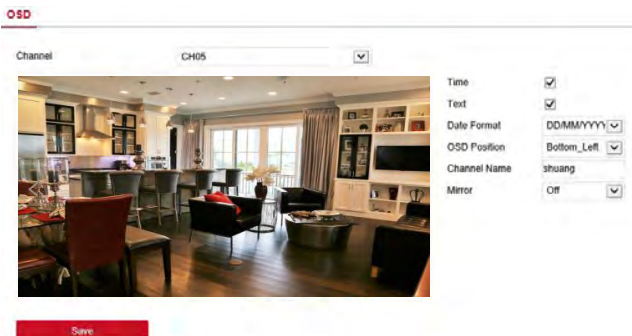 OSD
Channel CH05
Time
Text
Date Format DD/MM/YYYY
OSD Position Bottom_Left
Channel Name shuang
Mirror Off
Save